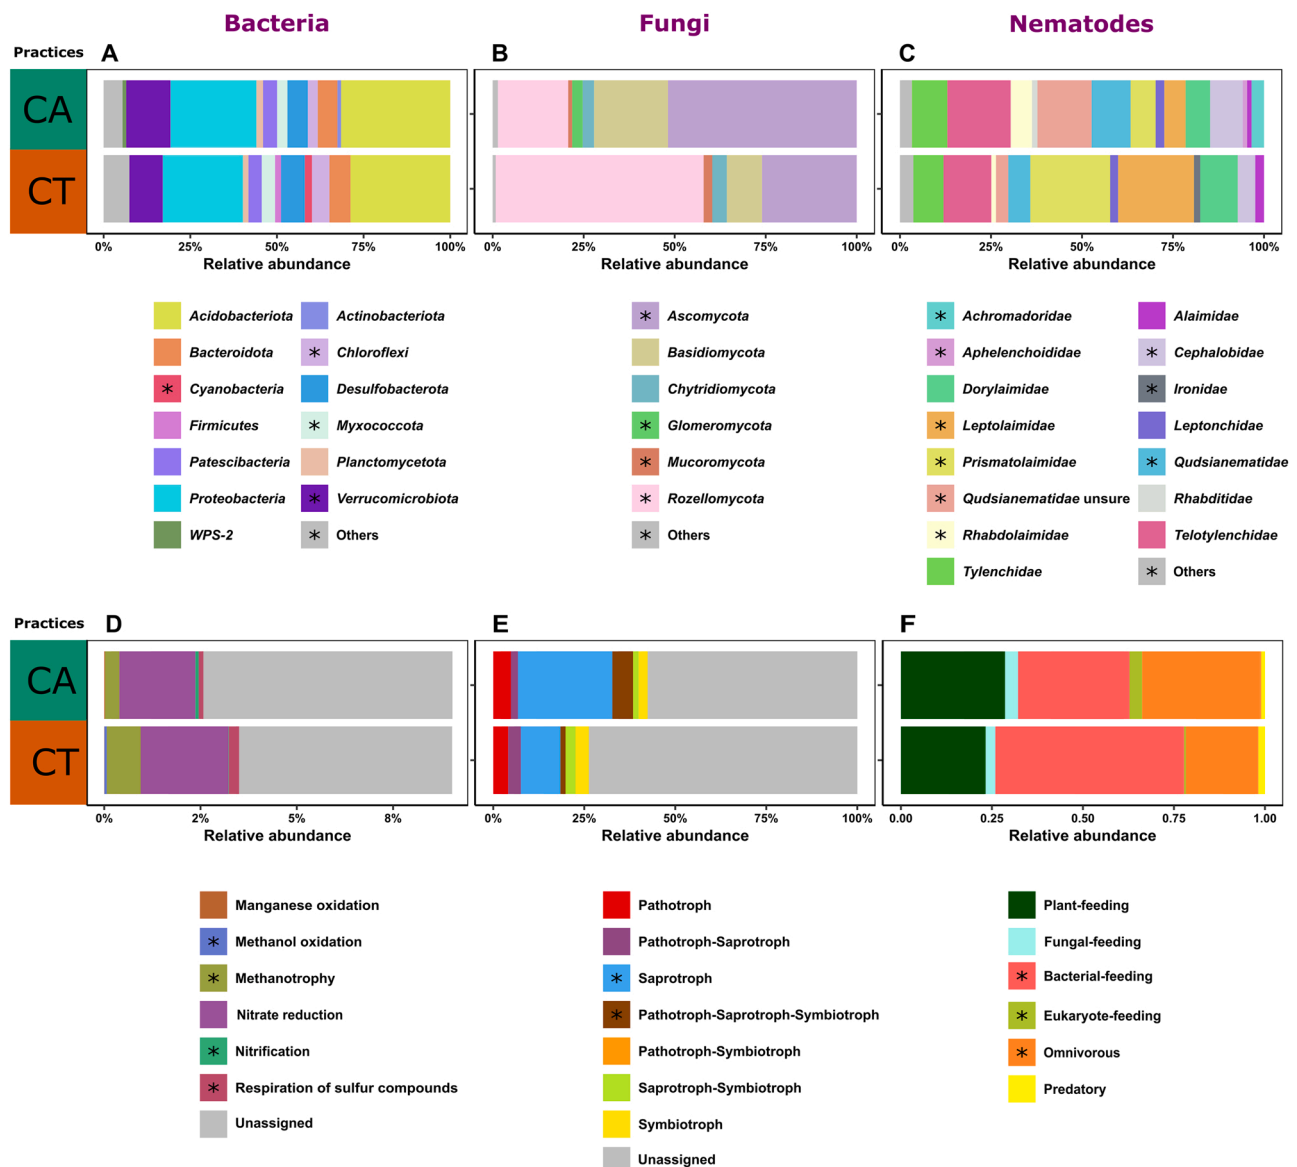 Bacteria Fungi Nematodes
Practices A B C
CA
CT
0% 25% 50% 75% 100% 0% 25% 50% 75% 100% 0% 25% 50% 75% 100%
Relative abundance Relative abundance Relative abundance
* Acidobacteriota Actinobacteriota * Ascomycota * Achromadoridae Alaimidae
Bacteroidota * Chloroflexi Basidiomycota * Aphelenchoididae * Cephalobidae
* Cyanobacteria Desulfobacterota Chytridiomycota Dorylaimidae * Ironidae
Firmicutes * Myxococcota * Glomeromycota * Leptolaimidae Leptonchidae
Patescibacteria Planctomycetota * Mucoromycota * Prismatolaimidae * Qudsianematidae
Proteobacteria * Verrucomicrobiota * Rozellomycota * Qudsianematidae unsure Rhabditidae
WPS-2 * Others * Others * Rhabdolaimidae Telotylenchidae
Tylenchidae * Others
Practices D E F
CA
CT
0% 2% 5% 8% 0% 25% 50% 75% 100% 0.00 0.25 0.50 0.75 1.00
Relative abundance Relative abundance Relative abundance
Manganese oxidation Pathotroph Plant-feeding
* Methanol oxidation Pathotroph-Saprotroph Fungal-feeding
* Methanotrophy * Saprotroph * Bacterial-feeding
Nitrate reduction * Pathotroph-Saprotroph-Symbiotroph * Eukaryote-feeding
* Nitrification Pathotroph-Symbiotroph * Omnivorous
* Respiration of sulfur compounds Saprotroph-Symbiotroph Predatory
Unassigned Symbiotroph
Unassigned